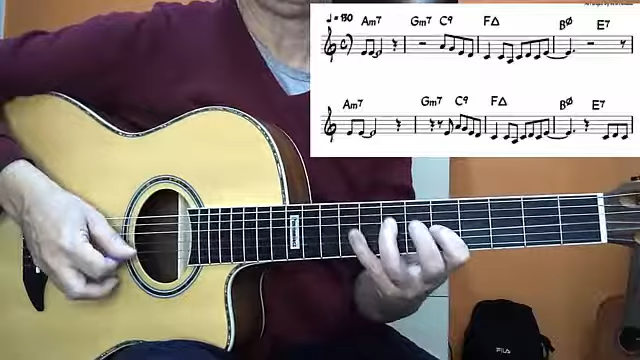 ♩=130 Am7 Gm7 C9 FΔ BØ E7
Am7 Gm7 C9 FΔ BØ E7
FILA